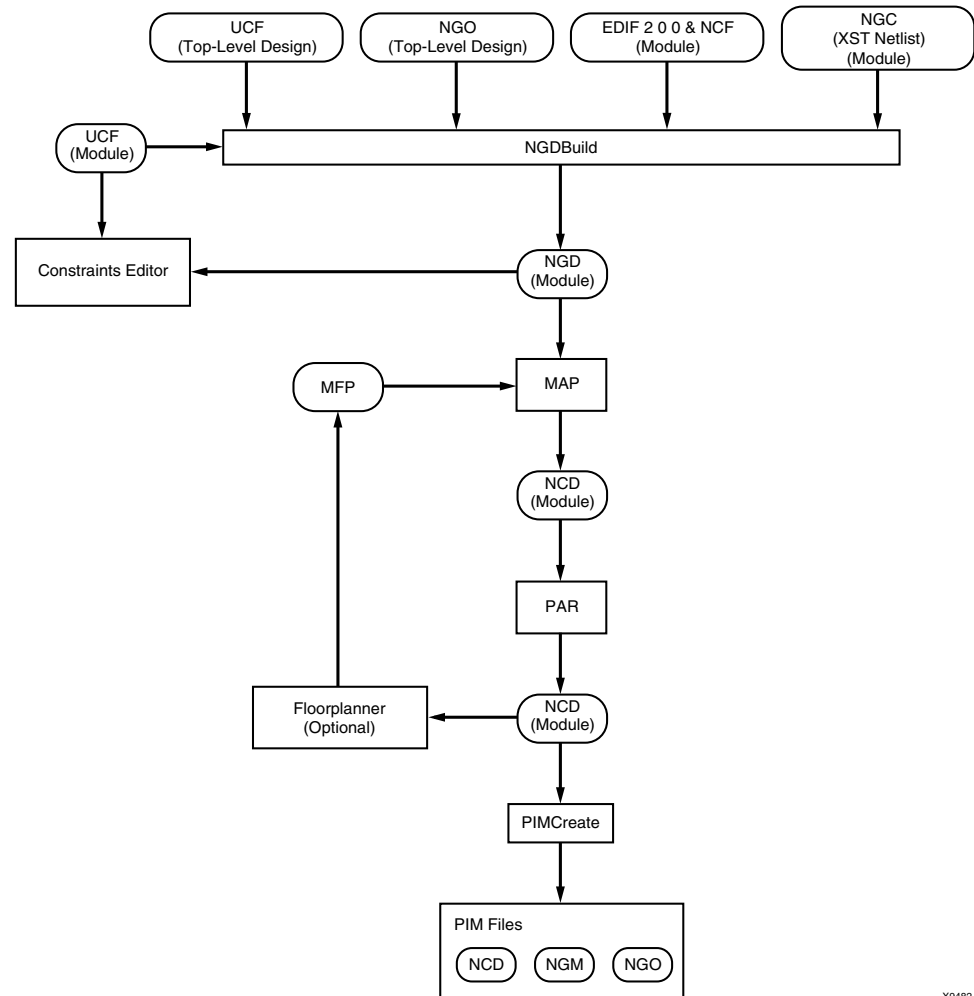 UCF
(Top-Level Design)
NGO
(Top-Level Design)
EDIF 2 0 0 & NCF
(Module)
NGC
(XST Netlist)
(Module)
UCF
(Module)
NGDBuild
Constraints Editor
NGD
(Module)
MFP
MAP
NCD
(Module)
PAR
Floorplanner
(Optional)
NCD
(Module)
PIMCreate
PIM Files
NCD
NGM
NGO
X9482